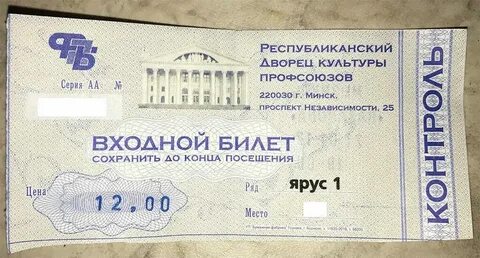 ФПБ
Серия АА №
РЕСПУБЛИКАНСКИЙ
ДВОРЕЦ КУЛЬТУРЫ
ПРОФСОЮЗОВ
220030 г. МИНСК,
ПРОСПЕКТ НЕЗАВИСИМОСТИ, 25
ВХОДНОЙ БИЛЕТ
СОХРАНИТЬ ДО КОНЦА ПОСЕЩЕНИЯ
Цена
12,00
Ряд
ярус 1
Место
КОНТРОЛЬ